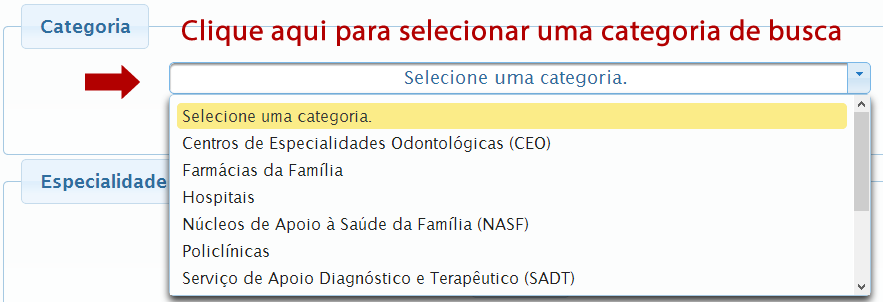 Categoria
Clique aqui para selecionar uma categoria de busca
Selecione uma categoria.
Selecione uma categoria.
Centros de Especialidades Odontológicas (CEO)
Farmácias da Família
Hospitais
Núcleos de Apoio à Saúde da Família (NASF)
Policlínicas
Serviço de Apoio Diagnóstico e Terapêutico (SADT)
Especialidade